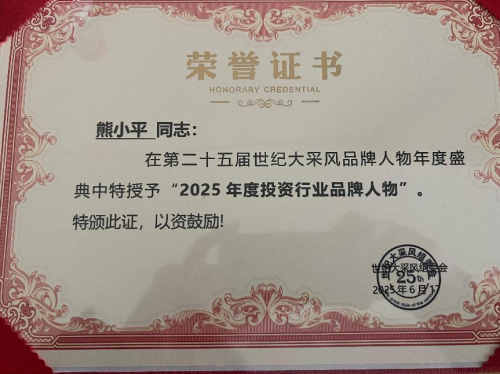 荣誉证书
HONORARY CREDENTIAL
熊小平 同志：
在第二十五届世纪大采风品牌人物年度盛
典中特授予“2025年度投资行业品牌人物”。
特颁此证，以资鼓励!
世纪大采风组委会
25th
2025年6月17